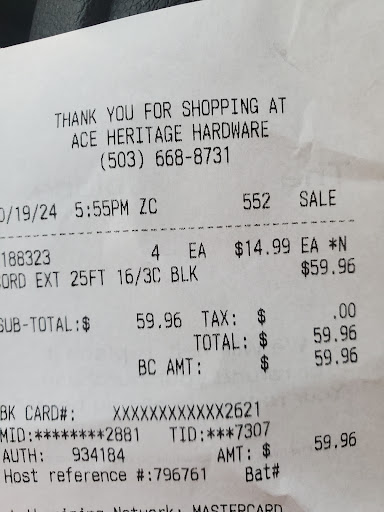 THANK YOU FOR SHOPPING AT
ACE HERITAGE HARDWARE
(503) 668-8731
0/19/24 5:55PM ZC 552 SALE
188323 4 EA $14.99 EA *N
ORD EXT 25FT 16/3C BLK $59.96
SUB-TOTAL:$ 59.96 TAX: $ .00
TOTAL: $ 59.96
BC AMT: $ 59.96
BK CARD#: XXXXXXXXXXXX2621
MID:********2881 TID:***7307
AUTH: 934184 AMT: $ 59.96
Host reference #:796761 Bat#
Network: MASTERCARD